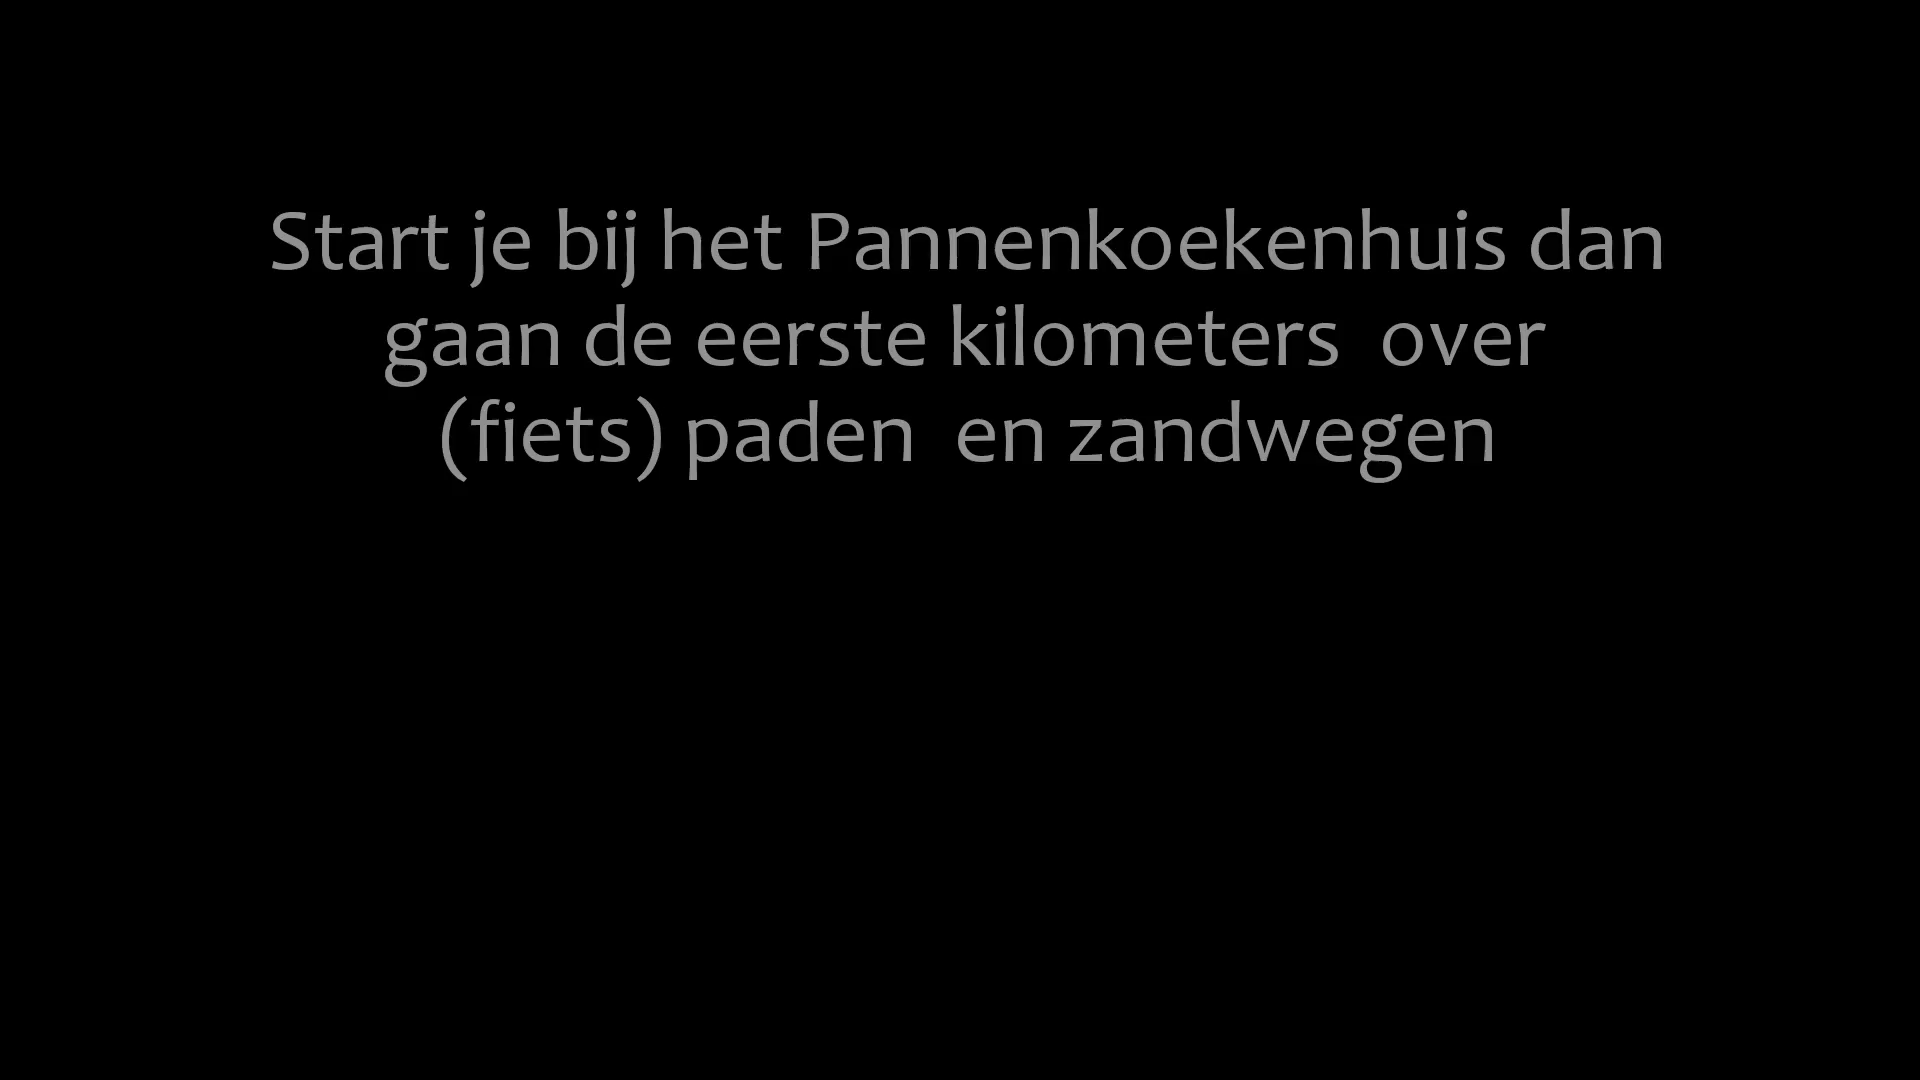 Start je bij het Pannenkoekenhuis dan
gaan de eerste kilometers  over
(fiets) paden  en zandwegen